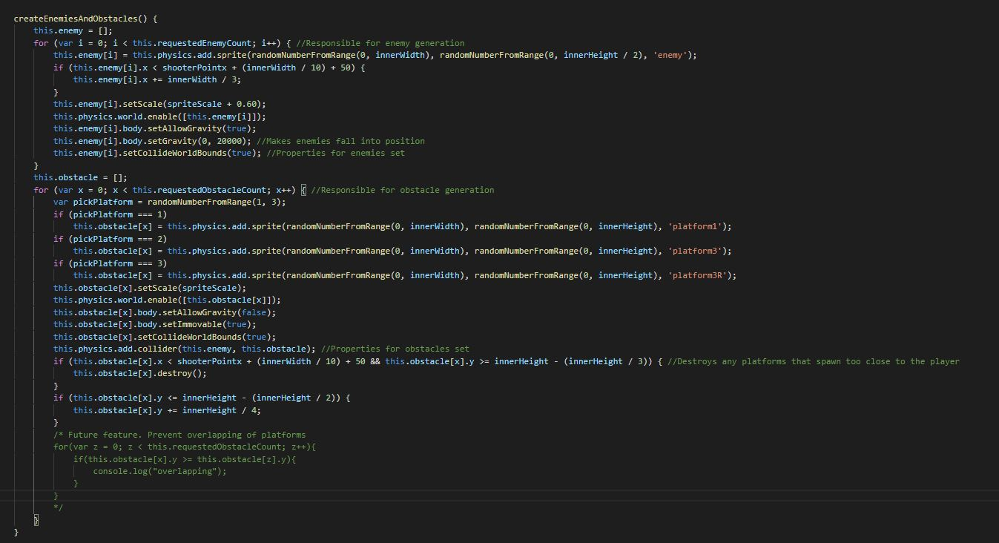 createEnemiesAndObstacles() {
this.enemy = [];
for (var i = 0; i < this.requestedEnemyCount; i++) { //Responsible for enemy generation
this.enemy[i] = this.physics.add.sprite(randomNumberFromRange(0, innerWidth), randomNumberFromRange(0, innerHeight / 2), 'enemy');
if (this.enemy[i].x < shooterPointx + (innerWidth / 10) + 50) {
this.enemy[i].x += innerWidth / 3;
}
this.enemy[i].setScale(spriteScale + 0.60);
this.physics.world.enable([this.enemy[i]]);
this.enemy[i].body.setAllowGravity(true);
this.enemy[i].body.setGravity(0, 20000); //Makes enemies fall into position
this.enemy[i].setCollideWorldBounds(true); //Properties for enemies set
}
this.obstacle = [];
for (var x = 0; x < this.requestedObstacleCount; x++) { //Responsible for obstacle generation
var pickPlatform = randomNumberFromRange(1, 3);
if (pickPlatform === 1)
this.obstacle[x] = this.physics.add.sprite(randomNumberFromRange(0, innerWidth), randomNumberFromRange(0, innerHeight), 'platform1');
if (pickPlatform === 2)
this.obstacle[x] = this.physics.add.sprite(randomNumberFromRange(0, innerWidth), randomNumberFromRange(0, innerHeight), 'platform3');
if (pickPlatform === 3)
this.obstacle[x] = this.physics.add.sprite(randomNumberFromRange(0, innerWidth), randomNumberFromRange(0, innerHeight), 'platform3R');
this.obstacle[x].setScale(spriteScale);
this.physics.world.enable([this.obstacle[x]]);
this.obstacle[x].body.setAllowGravity(false);
this.obstacle[x].body.setImmovable(true);
this.obstacle[x].setCollideWorldBounds(true);
this.physics.add.collider(this.enemy, this.obstacle); //Properties for obstacles set
if (this.obstacle[x].x < shooterPointx + (innerWidth / 10) + 50 && this.obstacle[x].y >= innerHeight - (innerHeight / 3)) { //Destroys any platforms that spawn too close to the player
this.obstacle[x].destroy();
}
if (this.obstacle[x].y <= innerHeight - (innerHeight / 2)) {
this.obstacle[x].y += innerHeight / 4;
}
/* Future feature. Prevent overlapping of platforms
for(var z = 0; z < this.requestedObstacleCount; z++){
if(this.obstacle[x].y >= this.obstacle[z].y){
console.log("overlapping");
}
}
*/
}
}